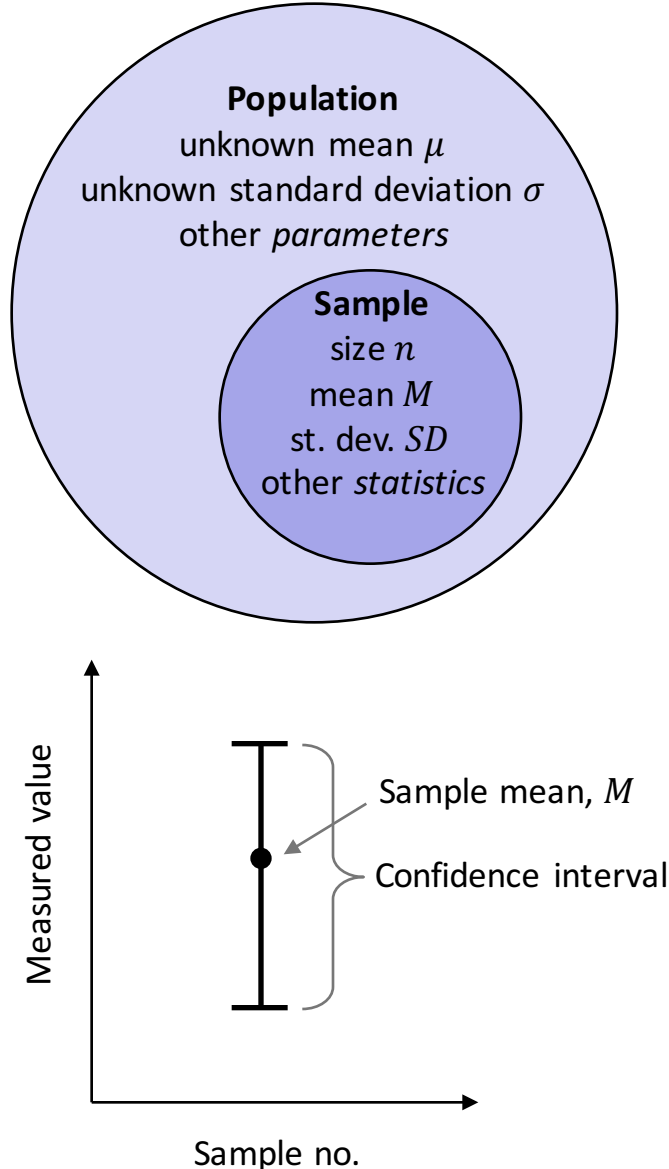 Population
unknown mean μ
unknown standard deviation σ
other parameters
Sample
size n
mean M
st. dev. SD
other statistics
Measured value
Sample mean, M
Confidence interval
Sample no.